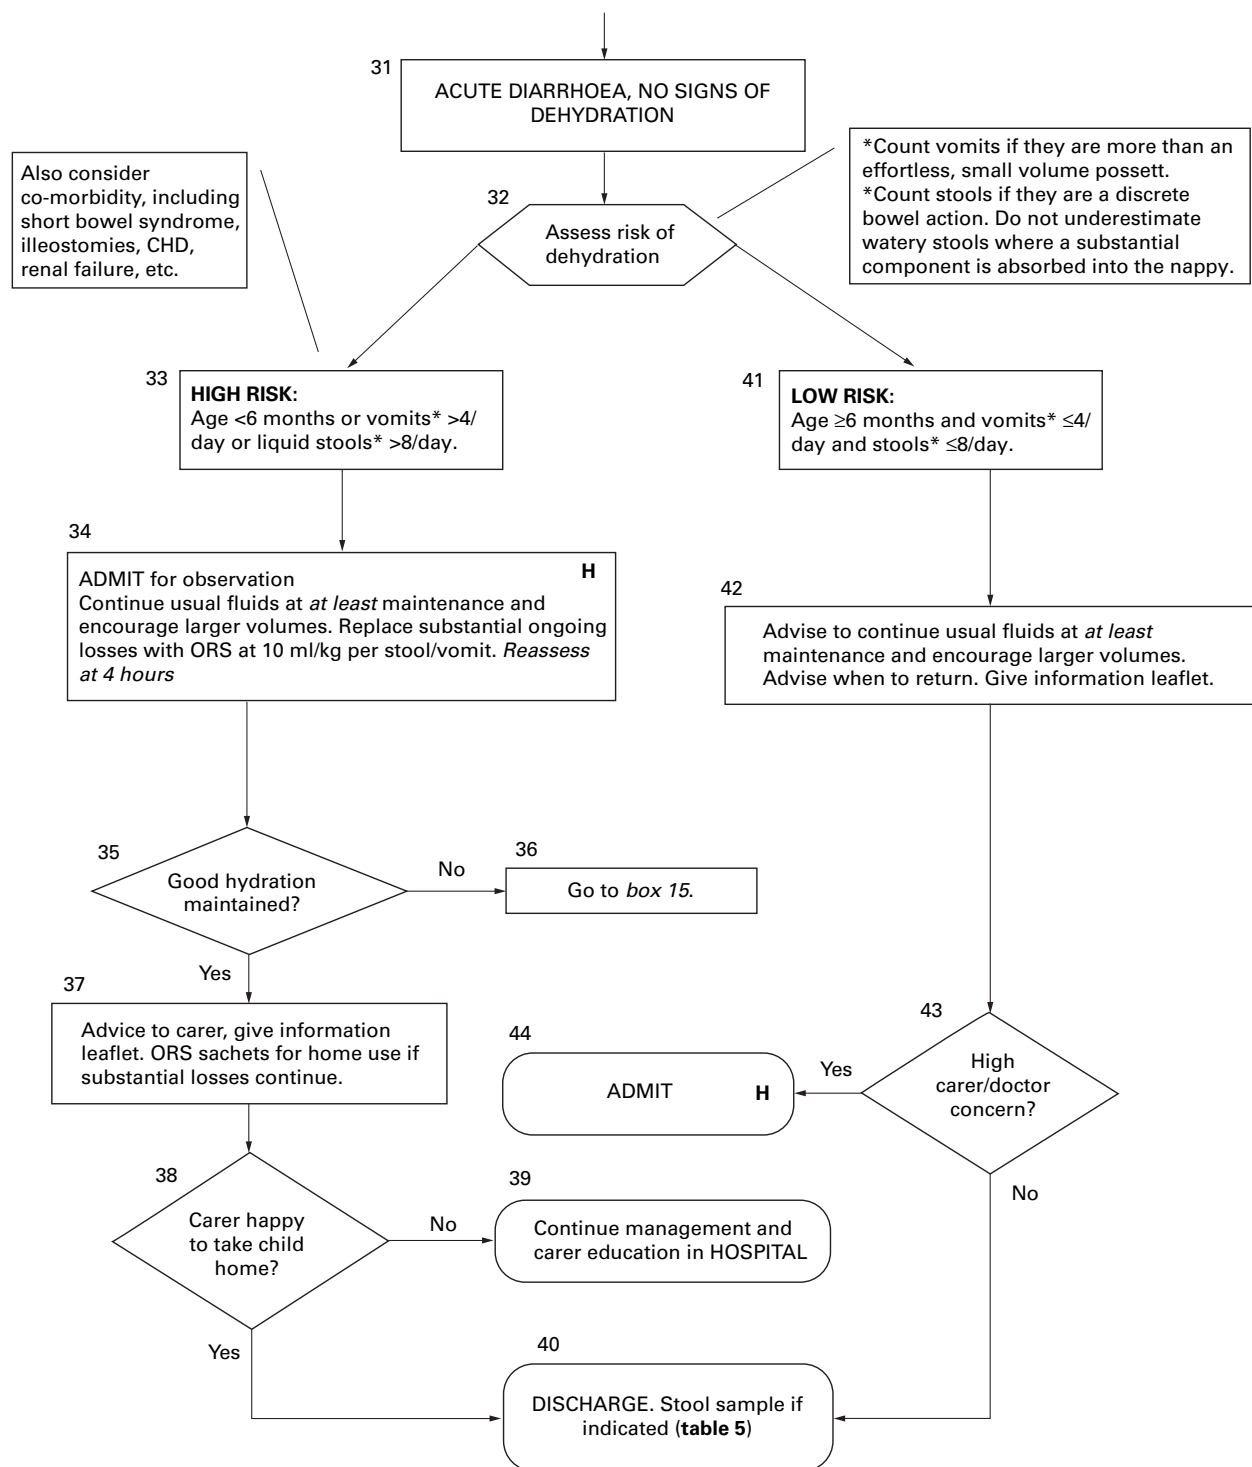 31
ACUTE DIARRHOEA, NO SIGNS OF
DEHYDRATION
*Count vomits if they are more than an
effortless, small volume possett.
*Count stools if they are a discrete
bowel action. Do not underestimate
watery stools where a substantial
component is absorbed into the nappy.
Also consider
co-morbidity, including
short bowel syndrome,
illeostomies, CHD,
renal failure, etc.
32
Assess risk of
dehydration
33
HIGH RISK:
Age <6 months or vomits* >4/
day or liquid stools* >8/day.
41
LOW RISK:
Age ≥6 months and vomits* ≤4/
day and stools* ≤8/day.
34
ADMIT for observation H
Continue usual fluids at at least maintenance and
encourage larger volumes. Replace substantial ongoing
losses with ORS at 10 ml/kg per stool/vomit. Reassess
at 4 hours
42
Advise to continue usual fluids at at least
maintenance and encourage larger volumes.
Advise when to return. Give information leaflet.
35
Good hydration
maintained?
No
36
Go to box 15.
Yes
37
Advice to carer, give information
leaflet. ORS sachets for home use if
substantial losses continue.
43
High
carer/doctor
concern?
Yes
44
ADMIT H
No
38
Carer happy
to take child
home?
No
39
Continue management and
carer education in HOSPITAL
Yes
40
DISCHARGE. Stool sample if
indicated (table 5)